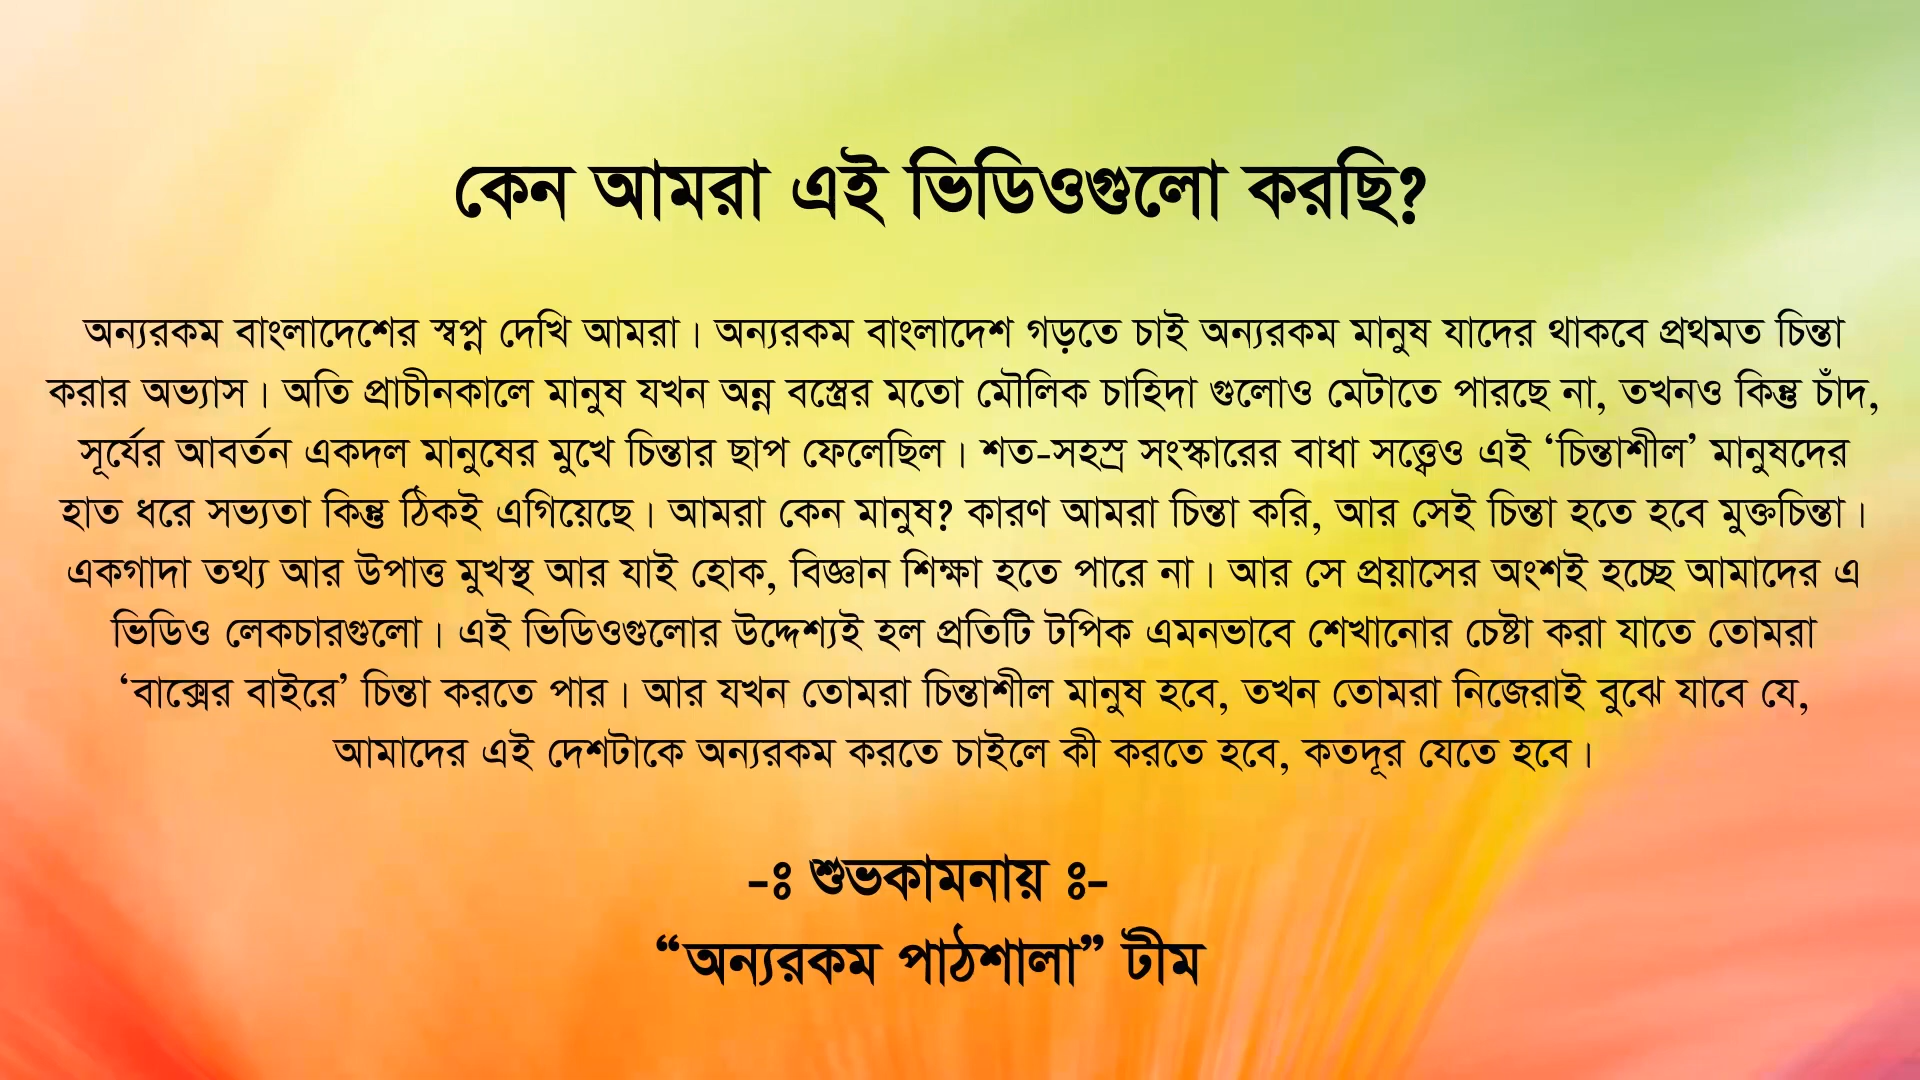 কেন আমরা এই ভিডিওগুলো করছি?
অন্যরকম বাংলাদেশের স্বপ্ন দেখি আমরা। অন্যরকম বাংলাদেশ গড়তে চাই অন্যরকম মানুষ যাদের থাকবে প্রথমত চিন্তা
করার অভ্যাস। অতি প্রাচীনকালে মানুষ যখন অন্ন বস্ত্রের মতো মৌলিক চাহিদা গুলোও মেটাতে পারছে না, তখনও কিন্তু চাঁদ,
সূর্যের আবর্তন একদল মানুষের মুখে চিন্তার ছাপ ফেলেছিল। শত-সহস্র সংস্কারের বাধা সত্ত্বেও এই ‘চিন্তাশীল’ মানুষদের
হাত ধরে সভ্যতা কিন্তু ঠিকই এগিয়েছে। আমরা কেন মানুষ? কারণ আমরা চিন্তা করি, আর সেই চিন্তা হতে হবে মুক্তচিন্তা।
একগাদা তথ্য আর উপাত্ত মুখস্থ আর যাই হোক, বিজ্ঞান শিক্ষা হতে পারে না। আর সে প্রয়াসের অংশই হচ্ছে আমাদের এ
ভিডিও লেকচারগুলো। এই ভিডিওগুলোর উদ্দেশ্যই হল প্রতিটি টপিক এমনভাবে শেখানোর চেষ্টা করা যাতে তোমরা
‘বাক্সের বাইরে’ চিন্তা করতে পার। আর যখন তোমরা চিন্তাশীল মানুষ হবে, তখন তোমরা নিজেরাই বুঝে যাবে যে,
আমাদের এই দেশটাকে অন্যরকম করতে চাইলে কী করতে হবে, কতদূর যেতে হবে।
-ঃ শুভকামনায় ঃ-
“অন্যরকম পাঠশালা” টীম